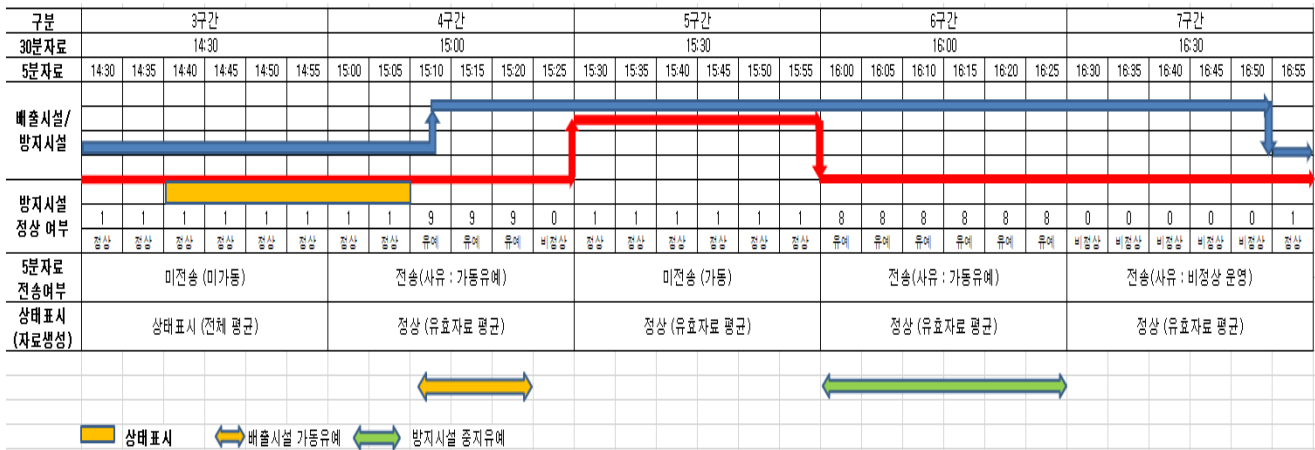 구분 3구간 4구간 5구간 6구간 7구간
30분자료 14:30 15:00 15:30 16:00 16:30
5분자료 14:30 14:35 14:40 14:45 14:50 14:55 15:00 15:05 15:10 15:15 15:20 15:25 15:30 15:35 15:40 15:45 15:50 15:55 16:00 16:05 16:10 16:15 16:20 16:25 16:30 16:35 16:40 16:45 16:50 16:55
배출시설/
방지시설
방지시설
정상 여부
1 1 1 1 1 1 1 1 9 9 9 0 1 1 1 1 1 1 8 8 8 8 8 8 0 0 0 0 0 1
정상 정상 정상 정상 정상 정상 정상 정상 유예 유예 유예 비정상 정상 정상 정상 정상 정상 정상 유예 유예 유예 유예 유예 유예 비정상 비정상 비정상 비정상 비정상 정상
5분자료
전송여부
미전송 (미가동) 전송(사유 : 가동유예) 미전송 (가동) 전송(사유 : 가동유예) 전송(사유 : 비정상 운영)
상태표시
(자료생성)
상태표시 (전체 평균) 정상 (유효자료 평균) 정상 (유효자료 평균) 정상 (유효자료 평균) 정상 (유효자료 평균)
상태표시 배출시설 가동유예 방지시설 중지유예